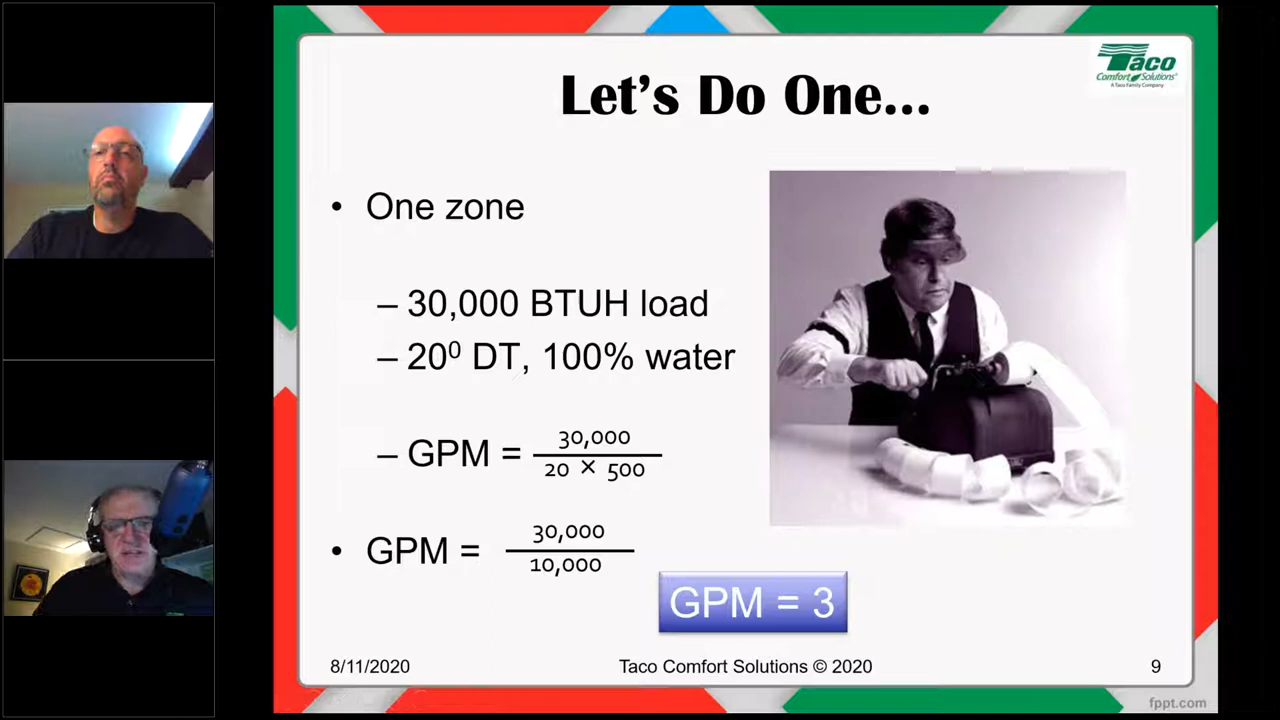 Taco
Comfort Solutions®
A Taco Family Company
Let's Do One...
• One zone
– 30,000 BTUH load
– 20⁰ DT, 100% water
– GPM = 30,000
20 × 500
• GPM = 30,000
10,000
GPM = 3
8/11/2020
Taco Comfort Solutions © 2020
9
fppt.com